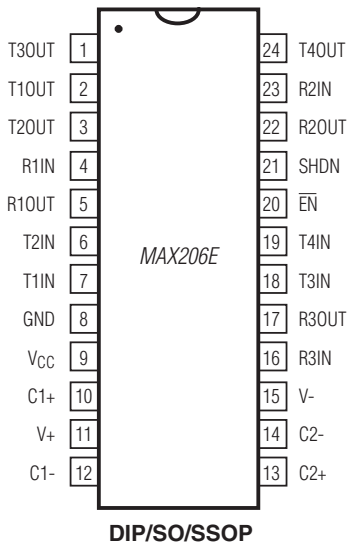 T3OUT 1 24 T4OUT
T1OUT 2 23 R2IN
T2OUT 3 22 R2OUT
R1IN 4 21 SHDN
R1OUT 5 20 E̅N̅
T2IN 6 19 T4IN
MAX206E
T1IN 7 18 T3IN
GND 8 17 R3OUT
VCC 9 16 R3IN
C1+ 10 15 V-
V+ 11 14 C2-
C1- 12 13 C2+
DIP/SO/SSOP